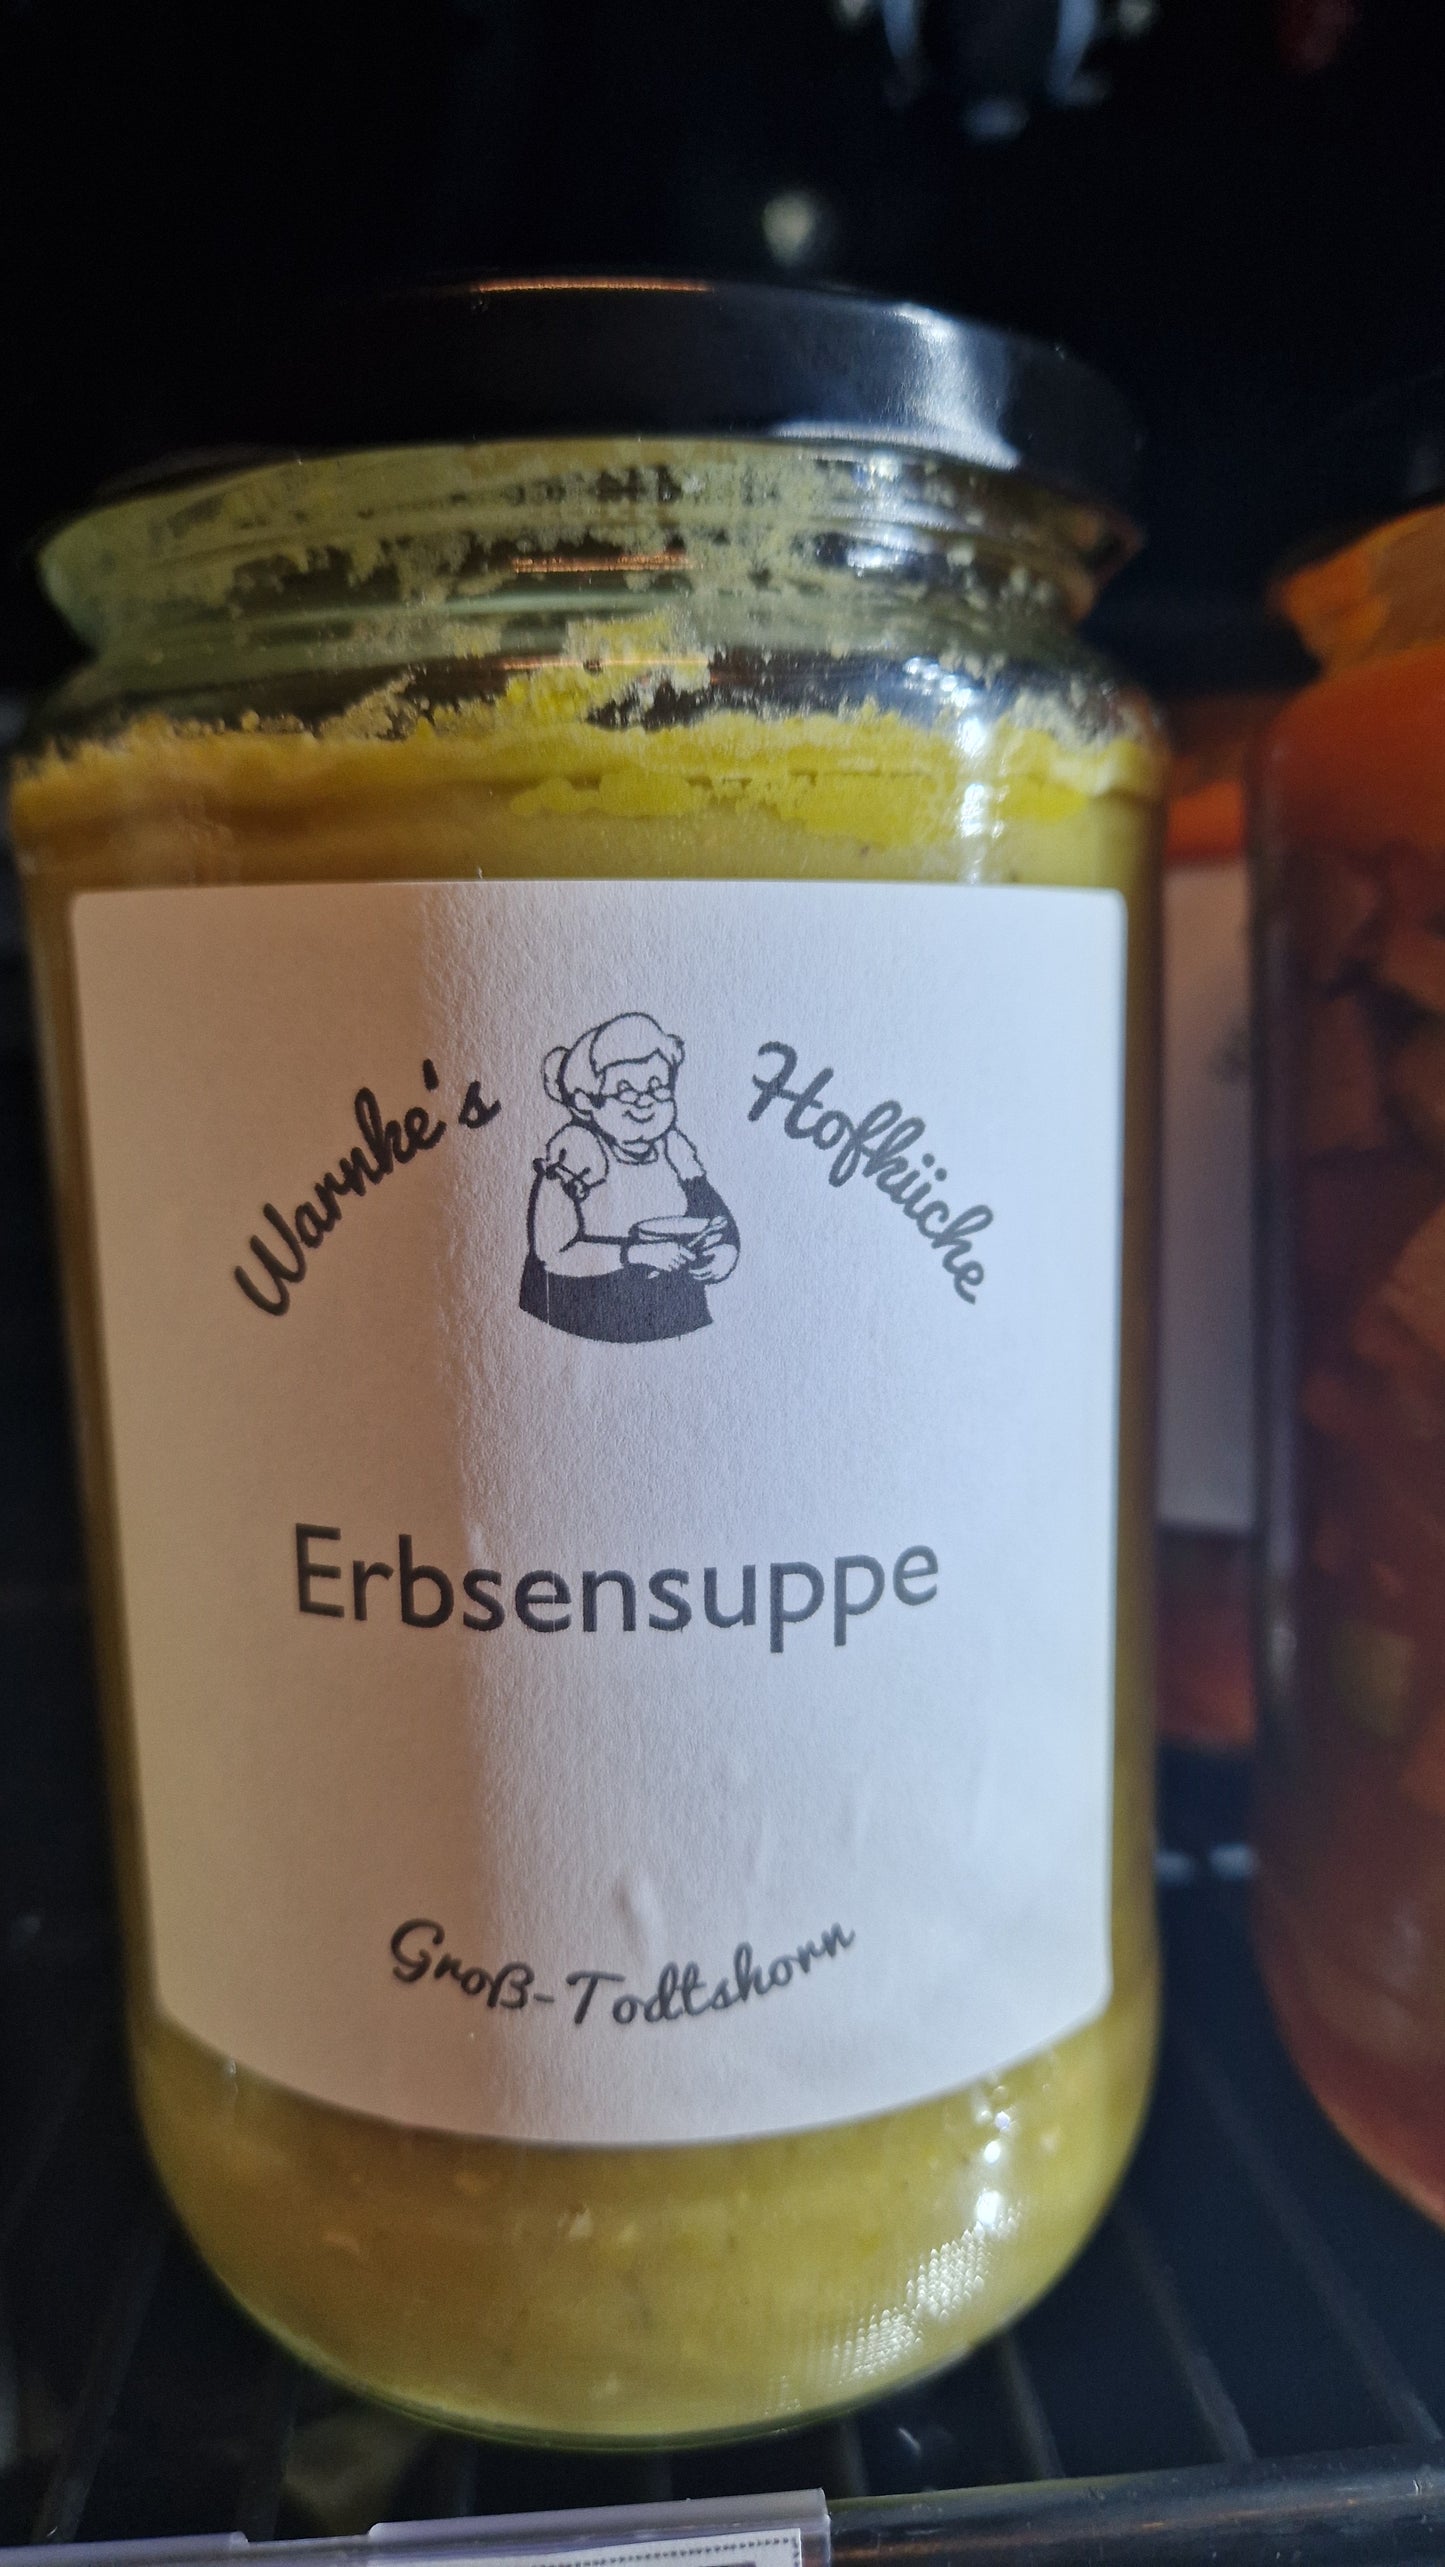 Warnke's Hofküche
Erbsensuppe
Groß-Todtshorn